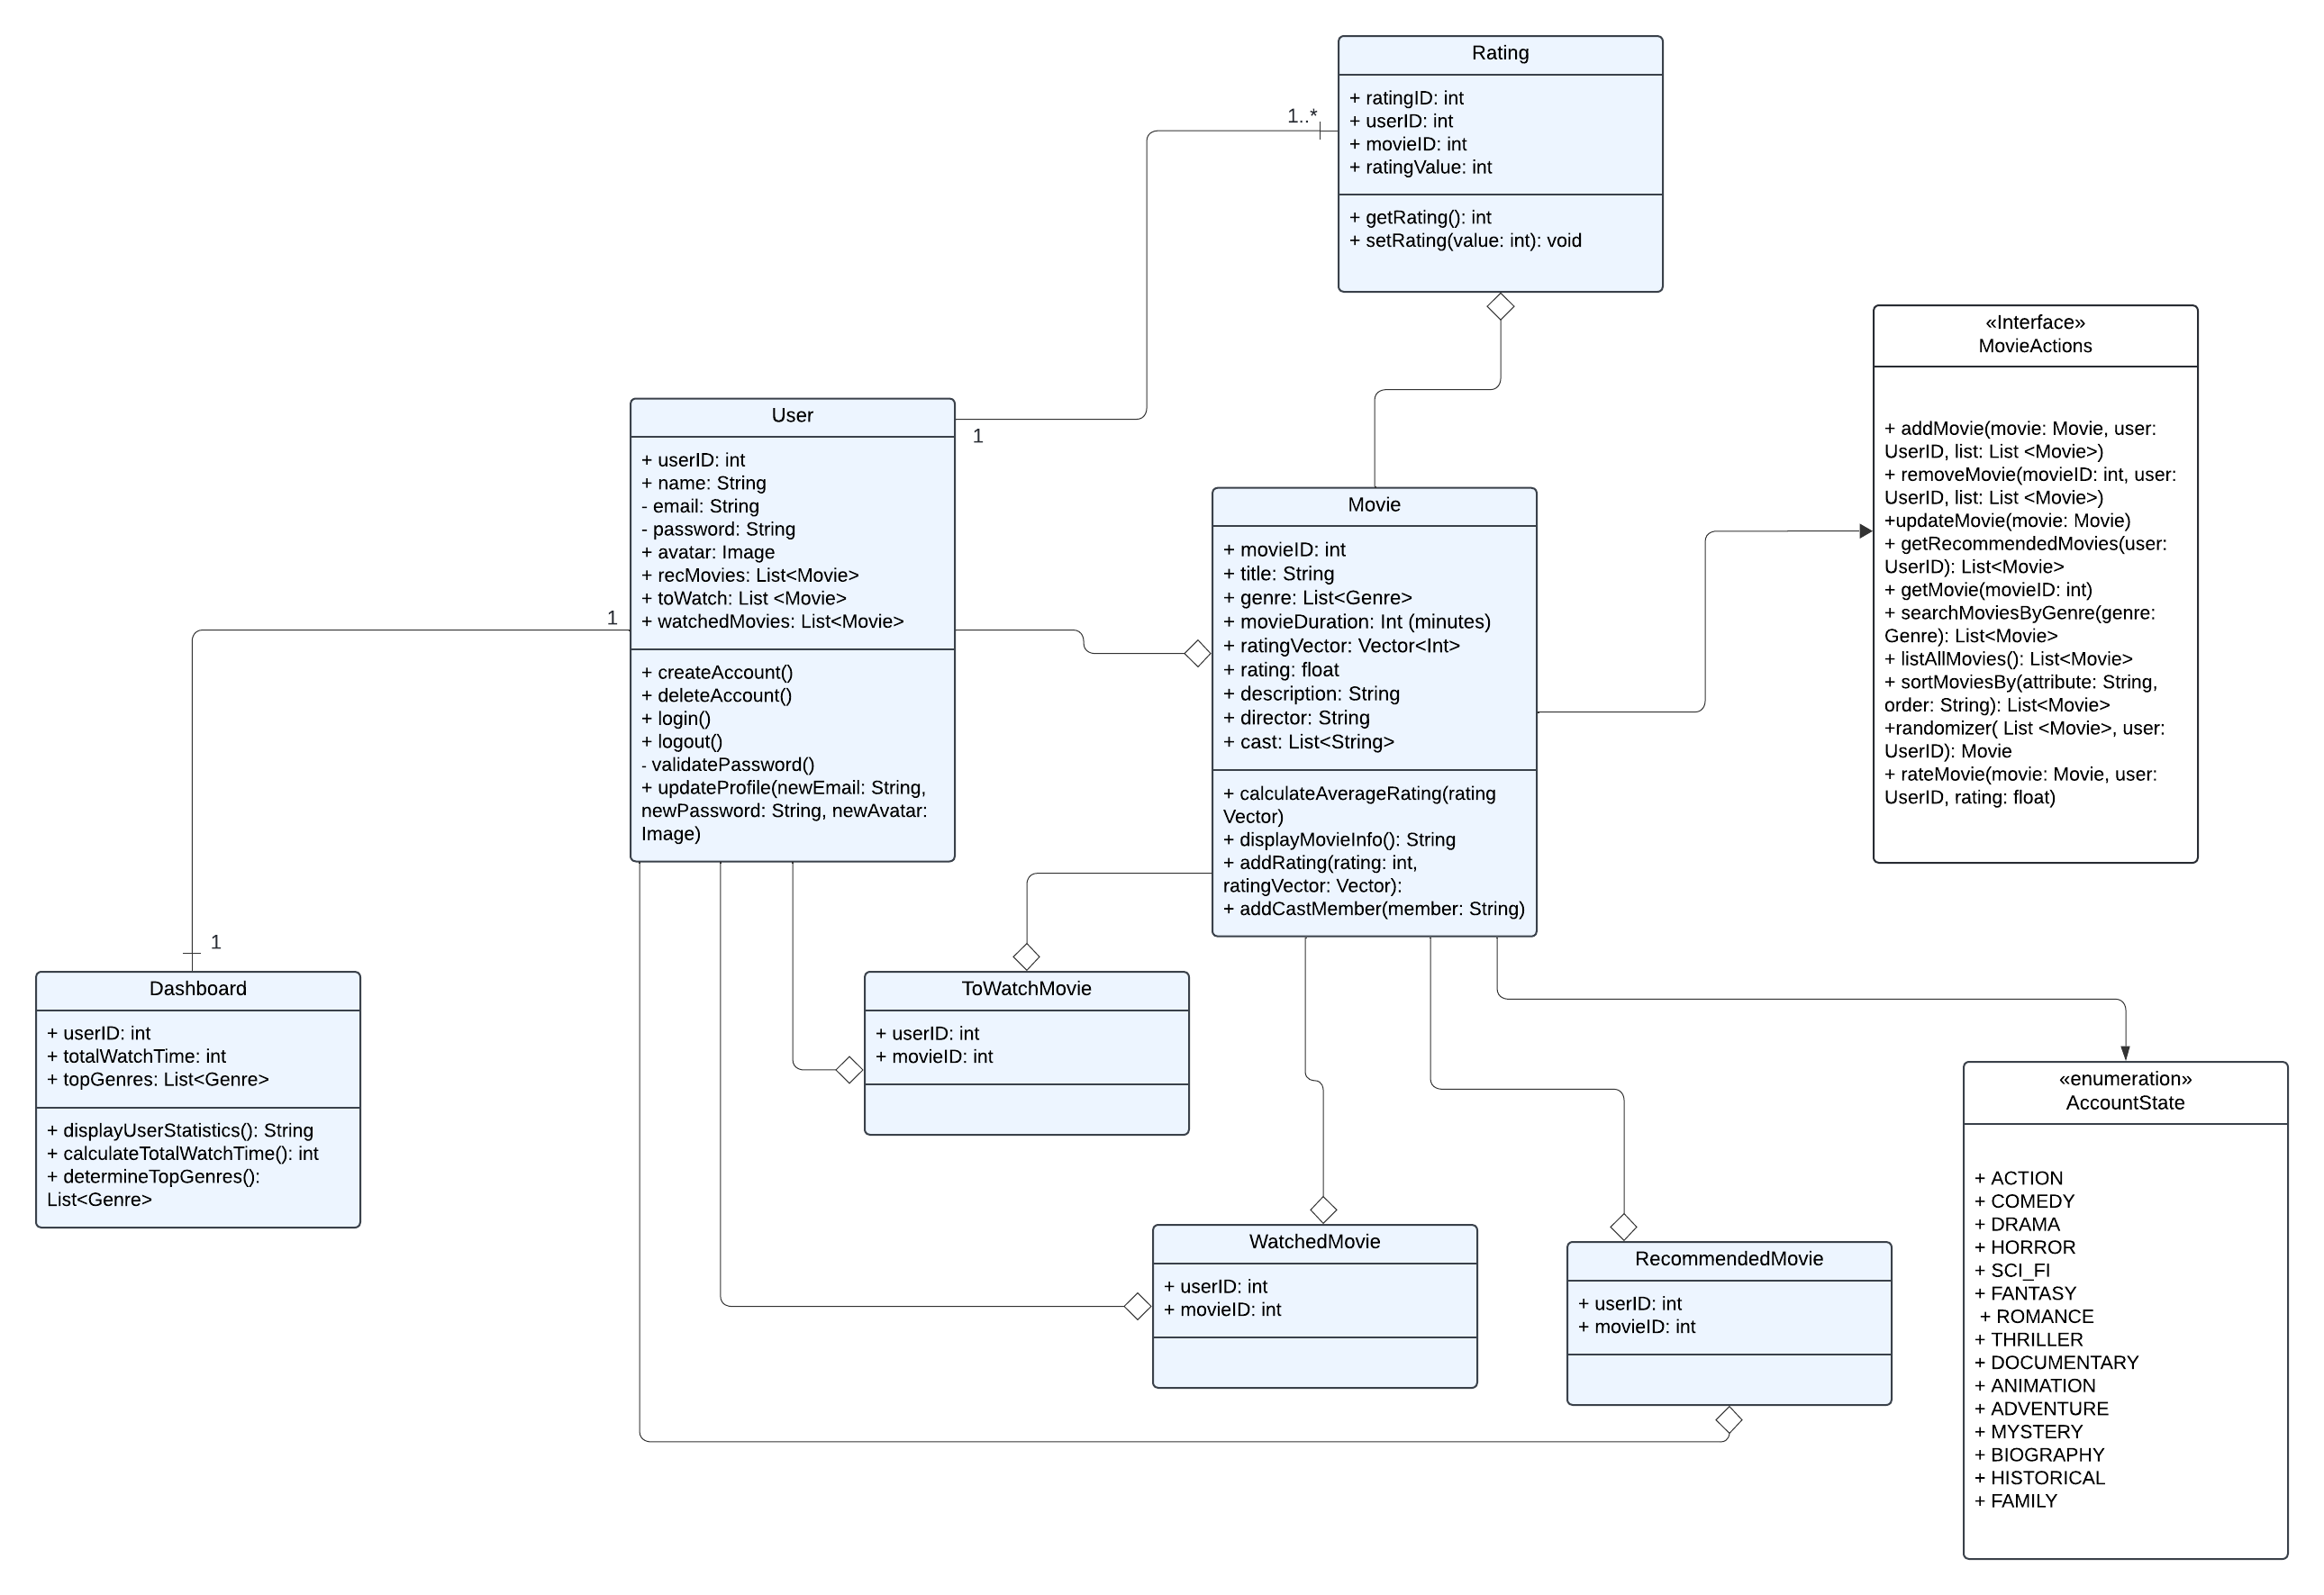 Rating
+ ratingID: int
+ userID: int
+ movieID: int
+ ratingValue: int
+ getRating(): int
+ setRating(value: int): void
1..*
1
«Interface»
MovieActions
+ addMovie(movie: Movie, user:
UserID, list: List <Movie>)
+ removeMovie(movieID: int, user:
UserID, list: List <Movie>)
+updateMovie(movie: Movie)
+ getRecommendedMovies(user:
UserID): List<Movie>
+ getMovie(movieID: int)
+ searchMoviesByGenre(genre:
Genre): List<Movie>
+ listAllMovies(): List<Movie>
+ sortMoviesBy(attribute: String,
order: String): List<Movie>
+randomizer( List <Movie>, user:
UserID): Movie
+ rateMovie(movie: Movie, user:
UserID, rating: float)
User
+ userID: int
+ name: String
- email: String
- password: String
+ avatar: Image
+ recMovies: List<Movie>
+ toWatch: List <Movie>
+ watchedMovies: List<Movie>
+ createAccount()
+ deleteAccount()
+ login()
+ logout()
- validatePassword()
+ updateProfile(newEmail: String,
newPassword: String, newAvatar:
Image)
1
1
Movie
+ movieID: int
+ title: String
+ genre: List<Genre>
+ movieDuration: Int (minutes)
+ ratingVector: Vector<Int>
+ rating: float
+ description: String
+ director: String
+ cast: List<String>
+ calculateAverageRating(rating
Vector)
+ displayMovieInfo(): String
+ addRating(rating: int,
ratingVector: Vector):
+ addCastMember(member: String)
Dashboard
+ userID: int
+ totalWatchTime: int
+ topGenres: List<Genre>
+ displayUserStatistics(): String
+ calculateTotalWatchTime(): int
+ determineTopGenres():
List<Genre>
ToWatchMovie
+ userID: int
+ movieID: int
WatchedMovie
+ userID: int
+ movieID: int
RecommendedMovie
+ userID: int
+ movieID: int
«enumeration»
AccountState
+ ACTION
+ COMEDY
+ DRAMA
+ HORROR
+ SCI_FI
+ FANTASY
+ ROMANCE
+ THRILLER
+ DOCUMENTARY
+ ANIMATION
+ ADVENTURE
+ MYSTERY
+ BIOGRAPHY
+ HISTORICAL
+ FAMILY